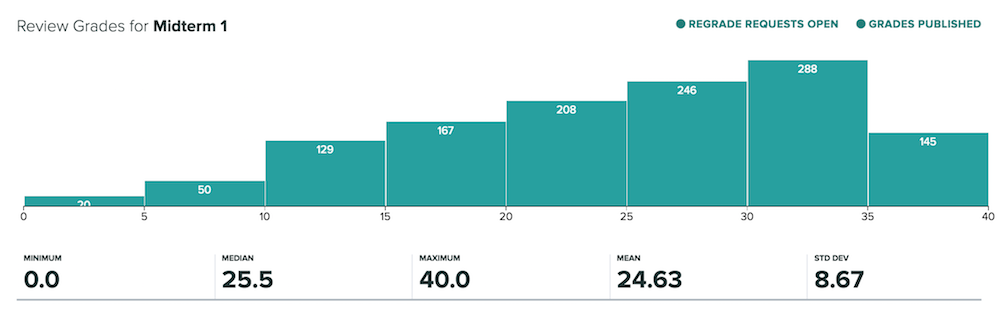 Review Grades for Midterm 1
REGRADE REQUESTS OPEN
GRADES PUBLISHED
20
50
129
167
208
246
288
145
0 5 10 15 20 25 30 35 40
MINIMUM
0.0
MEDIAN
25.5
MAXIMUM
40.0
MEAN
24.63
STD DEV
8.67